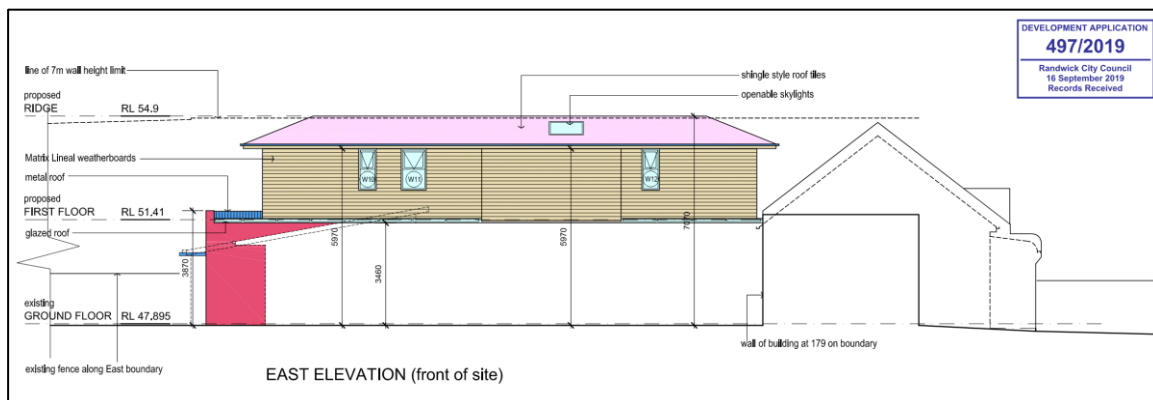 DEVELOPMENT APPLICATION
497/2019
Randwick City Council
16 September 2019
Records Received
line of 7m wall height limit
shingle style roof tiles
proposed
RIDGE RL 54.9
openable skylights
Matrix Lineal weatherboards
W10
W11
W12
metal roof
proposed
FIRST FLOOR RL 51.41
glazed roof
3870
5970
3460
5970
7070
existing
GROUND FLOOR RL 47.895
wall of building at 179 on boundary
existing fence along East boundary
EAST ELEVATION (front of site)